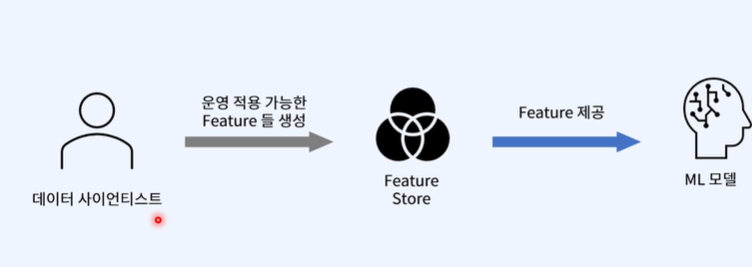 운영 적용 가능한
Feature 들 생성
Feature 제공
데이터 사이언티스트
Feature
Store
ML 모델